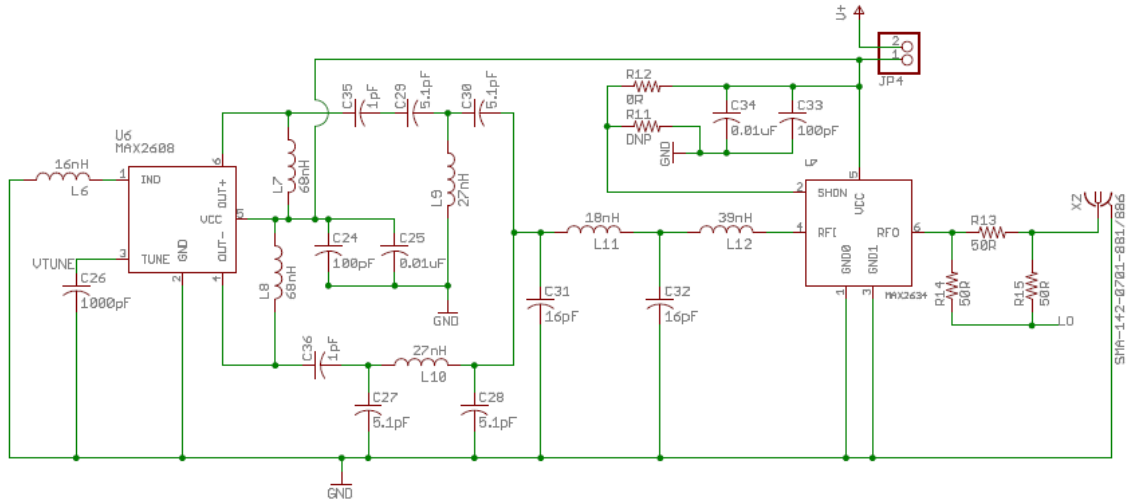 V+
2
1
JP4
C35
1pF
C29
5.1pF
C30
5.1pF
R12
0R
R11
DNP
GND
C34
0.01uF
C33
100pF
U6
MAX2608
16nH
L6
1
IND
OUT+
6
VCC
5
OUT-
4
GND
2
TUNE
3
VTUNE
C26
1000pF
L7
68nH
L8
68nH
C24
100pF
C25
0.01uF
L9
27nH
GND
18nH
L11
39nH
L12
C31
16pF
C32
16pF
2
SHDN
5
VCC
4
RFI
RFO
6
GND0
GND1
1
3
MAX2634
R13
50R
R14
50R
R15
50R
LO
X2
SMA-142-0701-881/886
C36
1pF
27nH
L10
C27
5.1pF
C28
5.1pF
GND